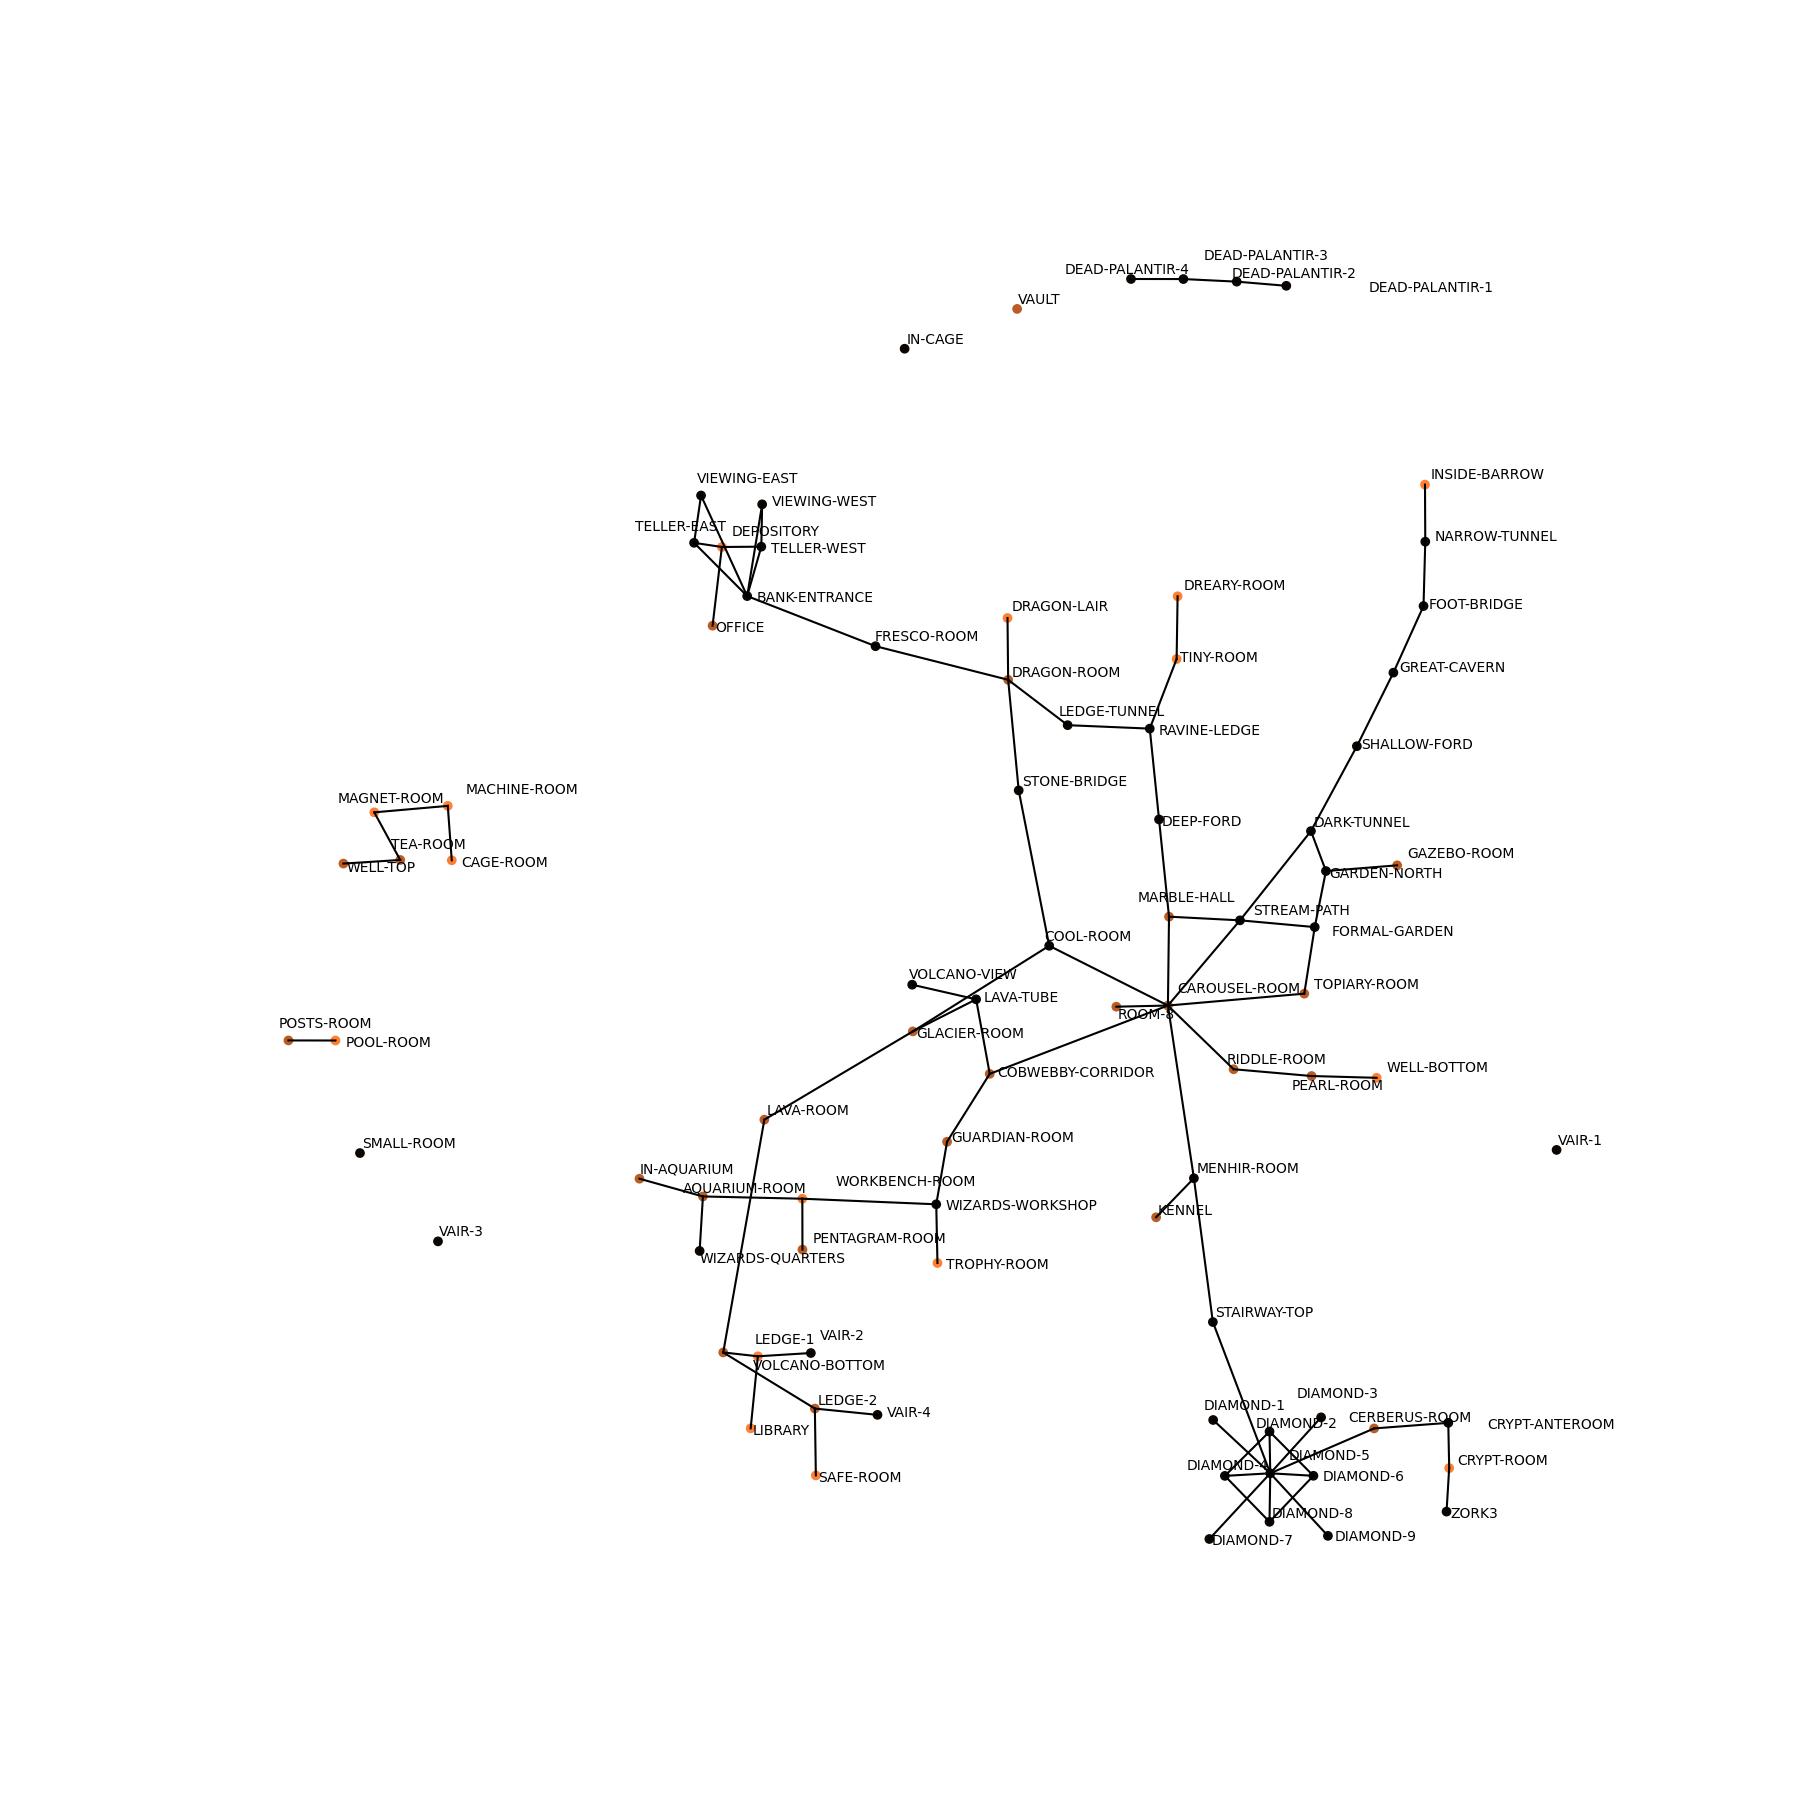 DEAD-PALANTIR-3
DEAD-PALANTIR-4
DEAD-PALANTIR-2
DEAD-PALANTIR-1
VAULT
IN-CAGE
INSIDE-BARROW
VIEWING-EAST
VIEWING-WEST
TELLER-EAST
DEPOSITORY
NARROW-TUNNEL
TELLER-WEST
DREARY-ROOM
BANK-ENTRANCE
FOOT-BRIDGE
DRAGON-LAIR
OFFICE
FRESCO-ROOM
TINY-ROOM
GREAT-CAVERN
DRAGON-ROOM
LEDGE-TUNNEL
RAVINE-LEDGE
SHALLOW-FORD
STONE-BRIDGE
MACHINE-ROOM
MAGNET-ROOM
DEEP-FORD
DARK-TUNNEL
TEA-ROOM
GAZEBO-ROOM
CAGE-ROOM
WELL-TOP
GARDEN-NORTH
MARBLE-HALL
STREAM-PATH
FORMAL-GARDEN
COOL-ROOM
VOLCANO-VIEW
TOPIARY-ROOM
CAROUSEL-ROOM
LAVA-TUBE
ROOM-8
POSTS-ROOM
GLACIER-ROOM
POOL-ROOM
RIDDLE-ROOM
WELL-BOTTOM
COBWEBBY-CORRIDOR
PEARL-ROOM
LAVA-ROOM
GUARDIAN-ROOM
VAIR-1
SMALL-ROOM
IN-AQUARIUM
MENHIR-ROOM
WORKBENCH-ROOM
AQUARIUM-ROOM
WIZARDS-WORKSHOP
KENNEL
VAIR-3
PENTAGRAM-ROOM
WIZARDS-QUARTERS
TROPHY-ROOM
STAIRWAY-TOP
VAIR-2
LEDGE-1
VOLCANO-BOTTOM
DIAMOND-3
LEDGE-2
DIAMOND-1
VAIR-4
CERBERUS-ROOM
DIAMOND-2
CRYPT-ANTEROOM
LIBRARY
DIAMOND-5
CRYPT-ROOM
DIAMOND-4
DIAMOND-6
SAFE-ROOM
DIAMOND-8
ZORK3
DIAMOND-9
DIAMOND-7